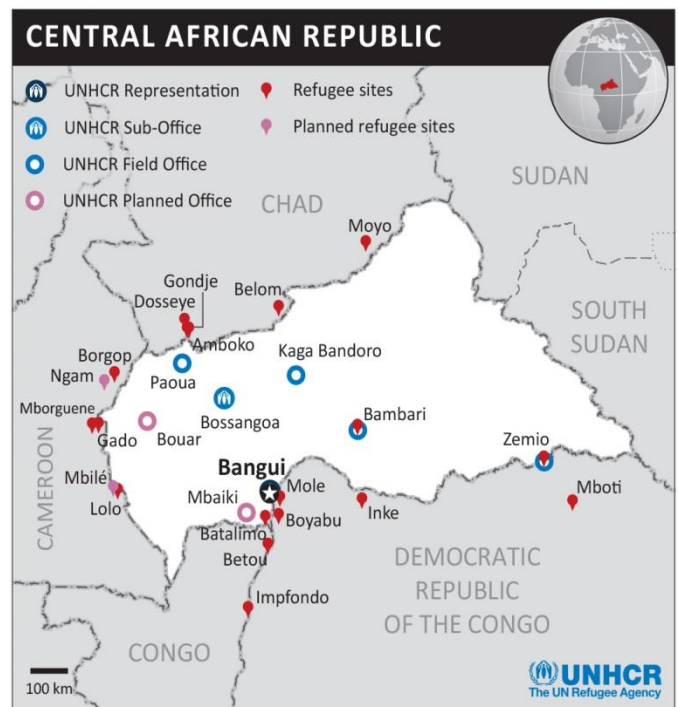 CENTRAL AFRICAN REPUBLIC
UNHCR Representation
UNHCR Sub-Office
UNHCR Field Office
UNHCR Planned Office
Refugee sites
Planned refugee sites
SUDAN
CHAD
Moyo
SOUTH
SUDAN
Gondje
Dosseye
Belom
Amboko
Kaga Bandoro
Borgop
Ngam
Paoua
Bossangoa
Mborguene
Gado
Bouar
Bambari
Zemio
CAMEROON
Bangui
Mbilé
Lolo
Mbaiki
Mole
Boyabu
Inke
Mboti
Batalimo
Betou
DEMOCRATIC
REPUBLIC
OF THE CONGO
Impfondo
CONGO
100 km
UNHCR
The UN Refugee Agency